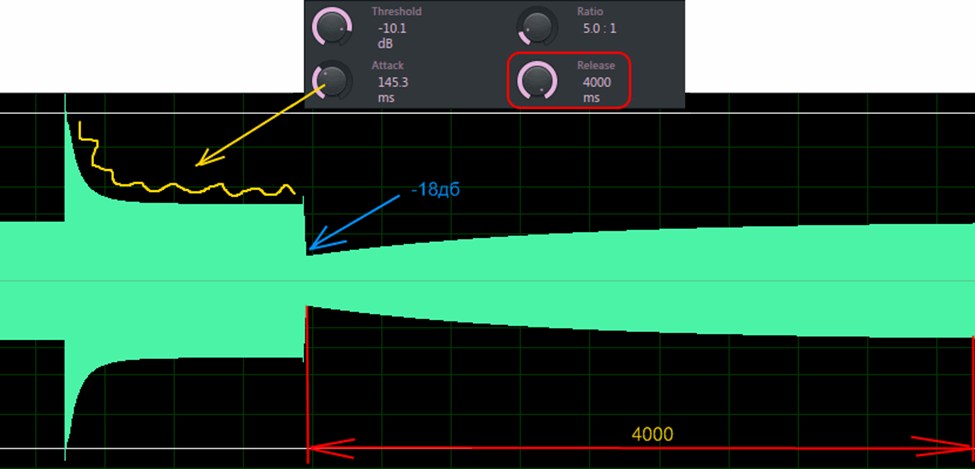 Threshold
-10.1
dB
Ratio
5.0 : 1
Attack
145.3
ms
Release
4000
ms
-18дб
4000